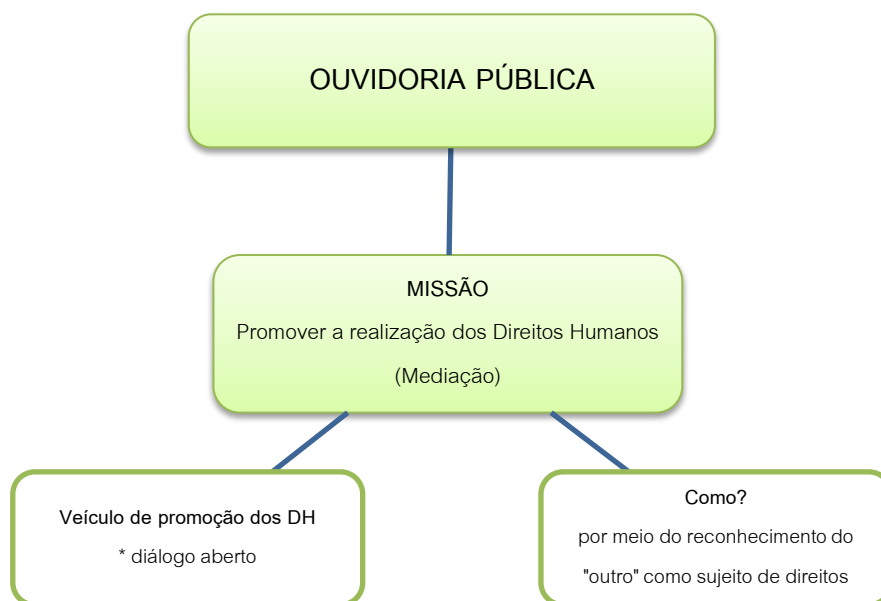 OUVIDORIA PÚBLICA
MISSÃO
Promover a realização dos Direitos Humanos
(Mediação)
Veículo de promoção dos DH
* diálogo aberto
Como?
por meio do reconhecimento do
"outro" como sujeito de direitos